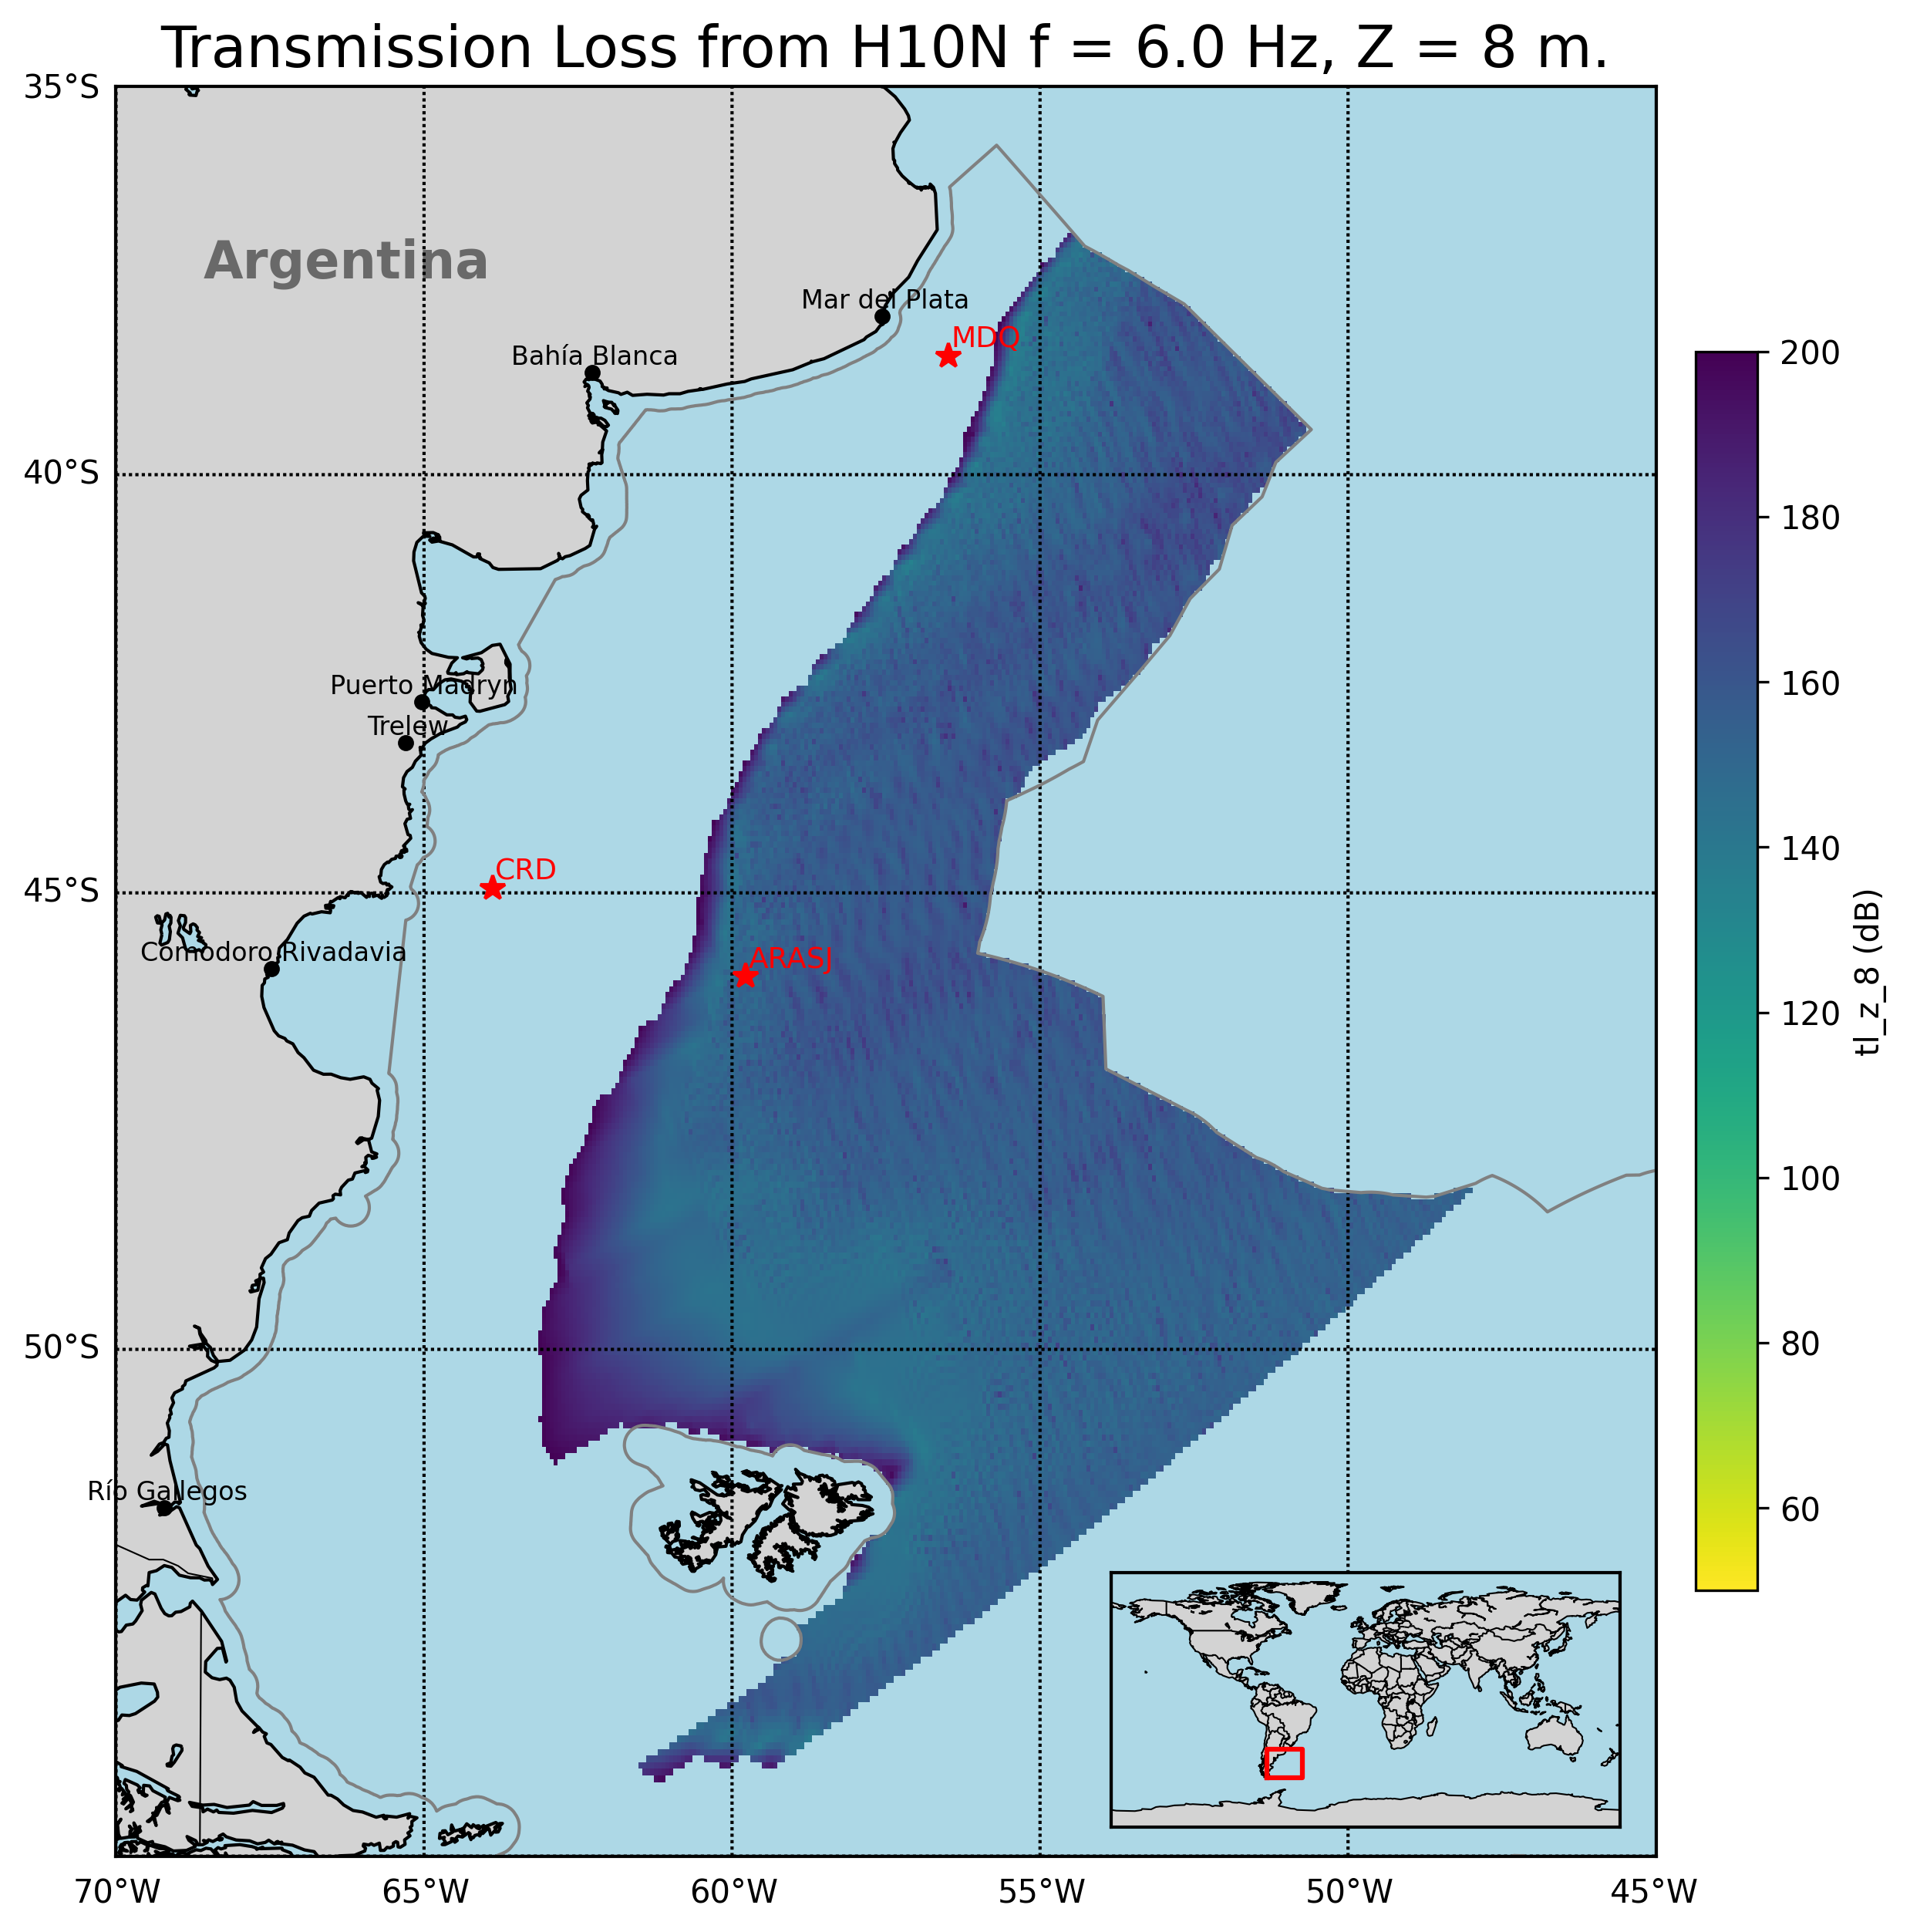 Transmission Loss from H10N f = 6.0 Hz, Z = 8 m.
35°S
Argentina
Mar del Plata
MDQ
Bahía Blanca
200
40°S
180
160
Puerto Madryn
Trelew
140
CRD
45°S
tl_z_8 (dB)
Comodoro Rivadavia
ARASJ
120
100
50°S
80
Río Gallegos
60
70°W
65°W
60°W
55°W
50°W
45°W